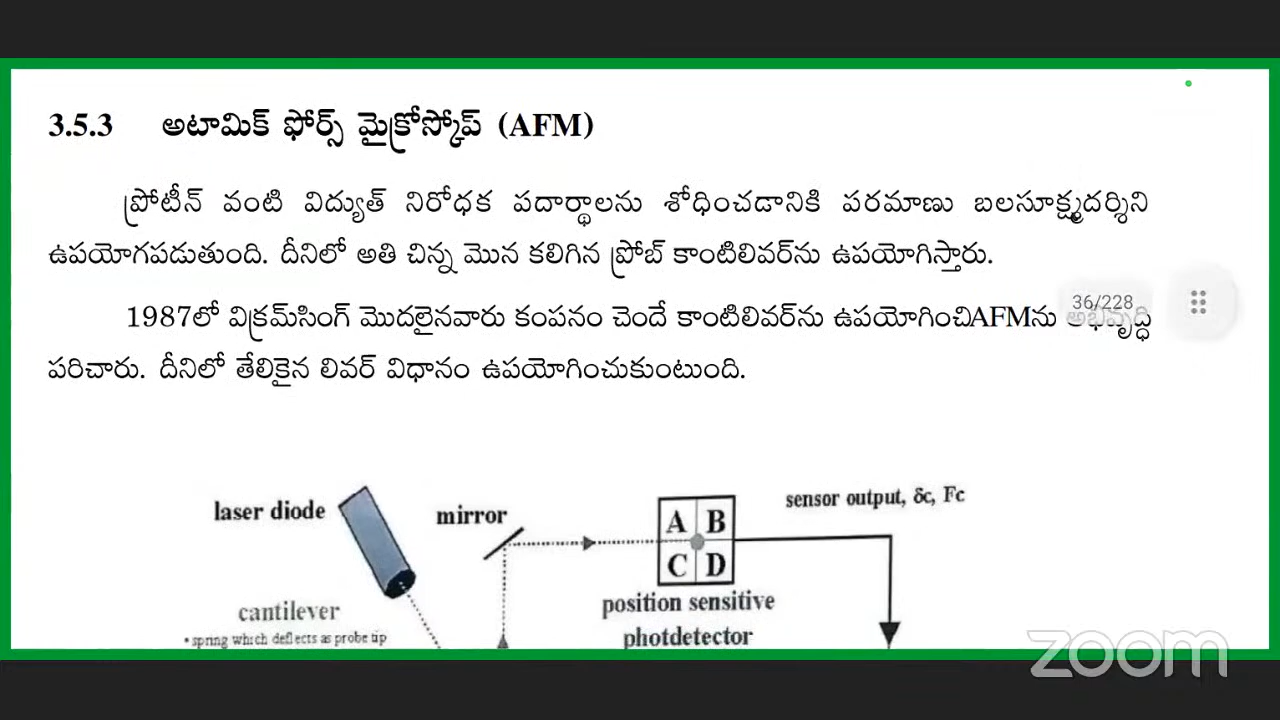 3.5.3 అటామిక్ ఫోర్స్ మైక్రోస్కోప్ (AFM)
ప్రోటీన్ వంటి విద్యుత్ నిరోధక పదార్థాలను శోధించడానికి పరమాణు బలసూక్ష్మదర్శిని
ఉపయోగపడుతుంది. దీనిలో అతి చిన్న మొన కలిగిన ప్రోబ్ కాంటిలివర్‌ను ఉపయోగిస్తారు.
36/228
1987లో విక్రమ్‌సింగ్ మొదలైనవారు కంపనం చెందే కాంటిలివర్‌ను ఉపయోగించిAFMను అభివృద్ధి
పరిచారు. దీనిలో తేలికైన లివర్ విధానం ఉపయోగించుకుంటుంది.
sensor output, δc, Fc
laser diode
mirror
A B
C D
cantilever
position sensitive
• spring which deflects as probe tip
photdetector
zoom